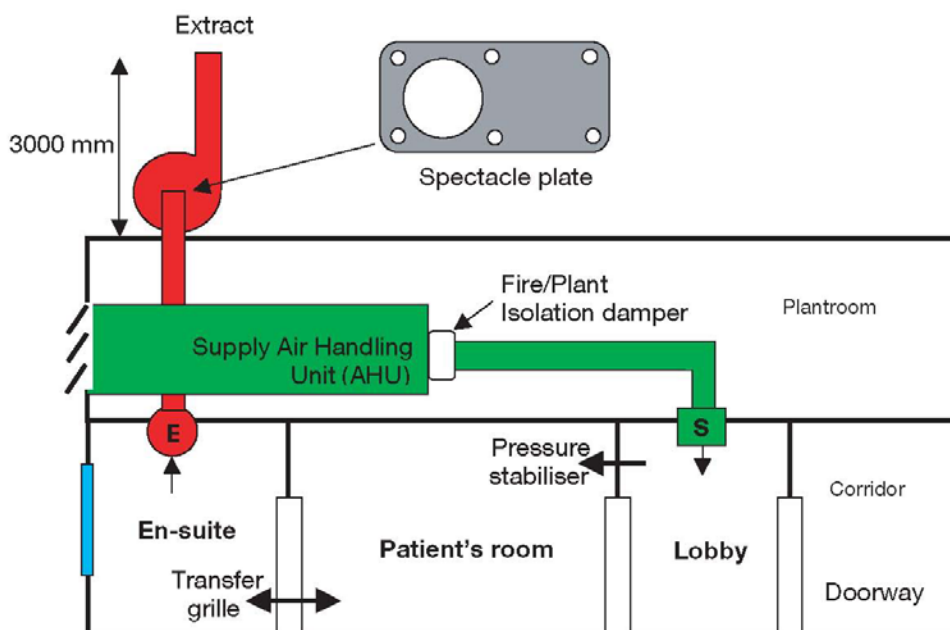 Extract
3000 mm
Spectacle plate
Fire/Plant
Isolation damper
Plantroom
Supply Air Handling
Unit (AHU)
E
S
Pressure
stabiliser
Corridor
En-suite
Patient's room
Lobby
Transfer
grille
Doorway